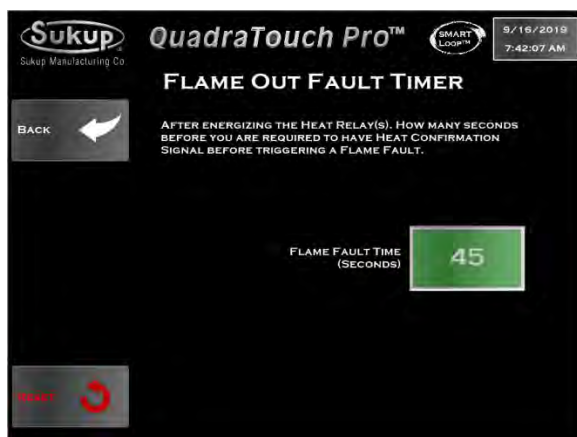 Sukup
Sukup Manufacturing Co
QuadraTouch Pro™
SMART
LOOP™
9/16/2019
7:42:07 AM
FLAME OUT FAULT TIMER
BACK
AFTER ENERGIZING THE HEAT RELAY(S). HOW MANY SECONDS
BEFORE YOU ARE REQUIRED TO HAVE HEAT CONFIRMATION
SIGNAL BEFORE TRIGGERING A FLAME FAULT.
FLAME FAULT TIME
(SECONDS)
45
RESET